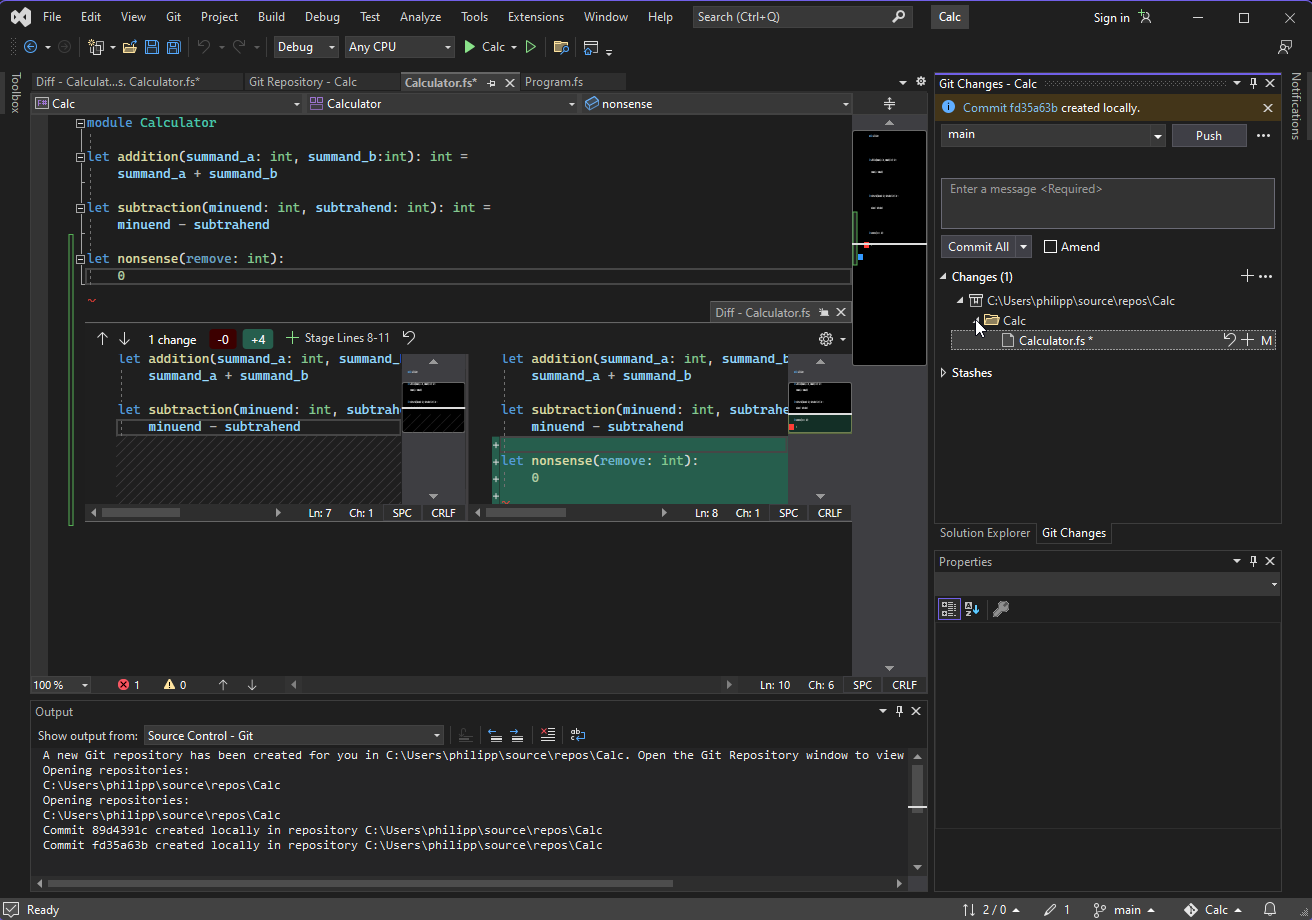 File Edit View Git Project Build Debug Test Analyze Tools Extensions Window Help Search (Ctrl+Q) Calc Sign in
Debug Any CPU Calc
Toolbox
Diff - Calculat...s. Calculator.fs* Git Repository - Calc Calculator.fs* Program.fs
Calc Calculator nonsense
module Calculator
let addition(summand_a: int, summand_b:int): int =
summand_a + summand_b
let subtraction(minuend: int, subtrahend: int): int =
minuend - subtrahend
let nonsense(remove: int):
0
Diff - Calculator.fs
1 change -0 +4 Stage Lines 8-11
let addition(summand_a: int, summand_
summand_a + summand_b
let subtraction(minuend: int, subtrah
minuend - subtrahend
Ln: 7 Ch: 1 SPC CRLF
let addition(summand_a: int, summand_b
summand_a + summand_b
let subtraction(minuend: int, subtrahe
minuend - subtrahend
+
+ let nonsense(remove: int):
+ 0
+
Ln: 8 Ch: 1 SPC CRLF
100 % 1 0 Ln: 10 Ch: 6 SPC CRLF
Output
Show output from: Source Control - Git
A new Git repository has been created for you in C:\Users\philipp\source\repos\Calc. Open the Git Repository window to view
Opening repositories:
C:\Users\philipp\source\repos\Calc
Opening repositories:
C:\Users\philipp\source\repos\Calc
Commit 89d4391c created locally in repository C:\Users\philipp\source\repos\Calc
Commit fd35a63b created locally in repository C:\Users\philipp\source\repos\Calc
Git Changes - Calc
Commit fd35a63b created locally.
main Push
Enter a message <Required>
Commit All Amend
Changes (1)
C:\Users\philipp\source\repos\Calc
Calc
Calculator.fs * M
Stashes
Solution Explorer Git Changes
Properties
Notifications
Ready 2 / 0 1 main Calc